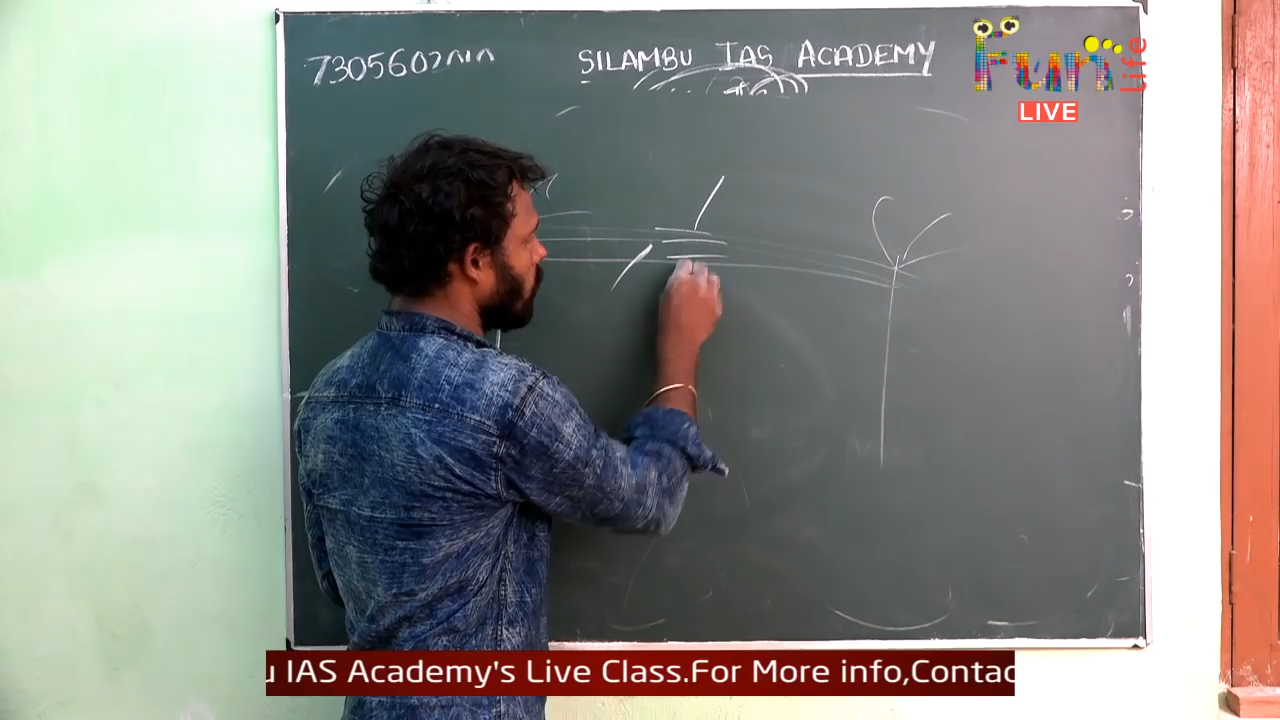 SILAMBU IAS ACADEMY
Fun
life
LIVE
u IAS Academy's Live Class.For More info,Contac